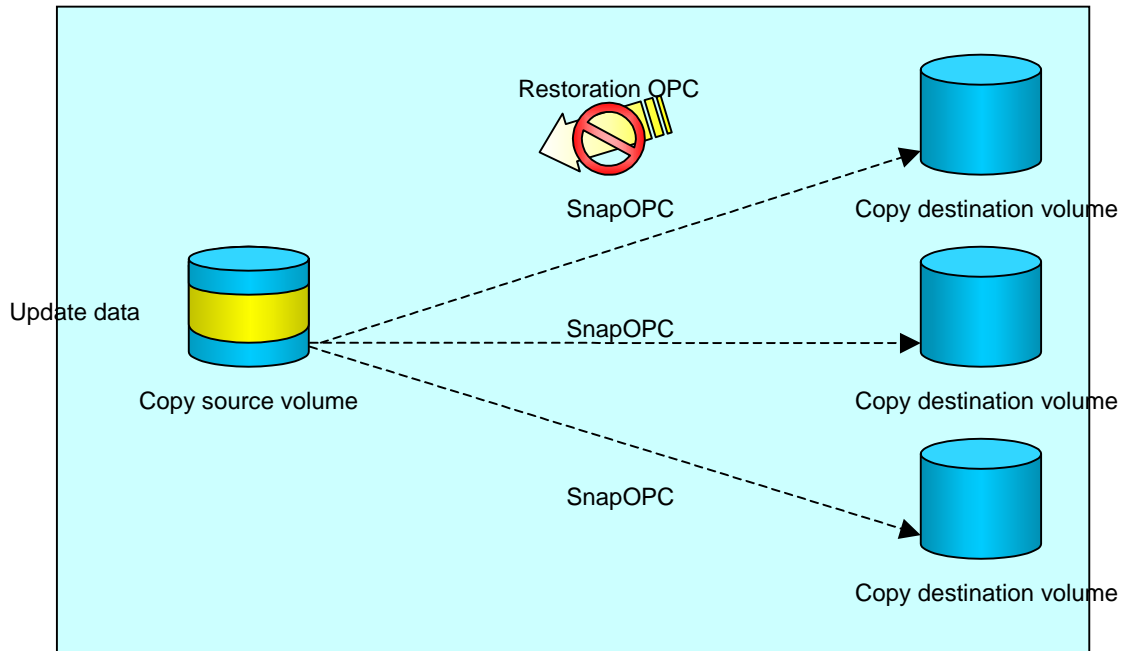 Restoration OPC
SnapOPC
Copy destination volume
Update data
SnapOPC
Copy source volume
Copy destination volume
SnapOPC
Copy destination volume